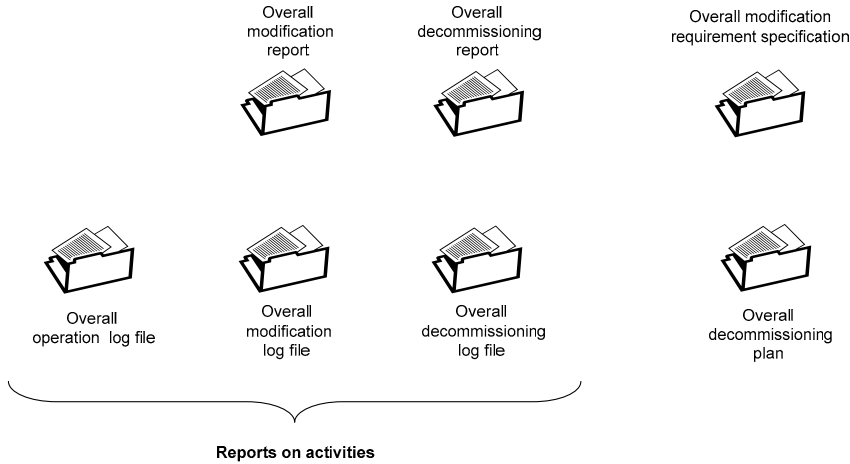 Overall
modification
report
Overall
decommissioning
report
Overall modification
requirement specification
Overall
operation log file
Overall
modification
log file
Overall
decommissioning
log file
Overall
decommissioning
plan
Reports on activities